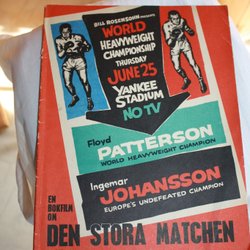 BILL ROSENSOHN PRESENTS
WORLD
HEAVYWEIGHT
CHAMPIONSHIP
THURSDAY
JUNE 25
YANKEE
STADIUM
NO TV
Floyd
PATTERSON
WORLD HEAVYWEIGHT CHAMPION
Ingemar
JOHANSSON
EUROPE'S UNDEFEATED CHAMPION
EN
BOKFILM
OM
DEN STORA MATCHEN